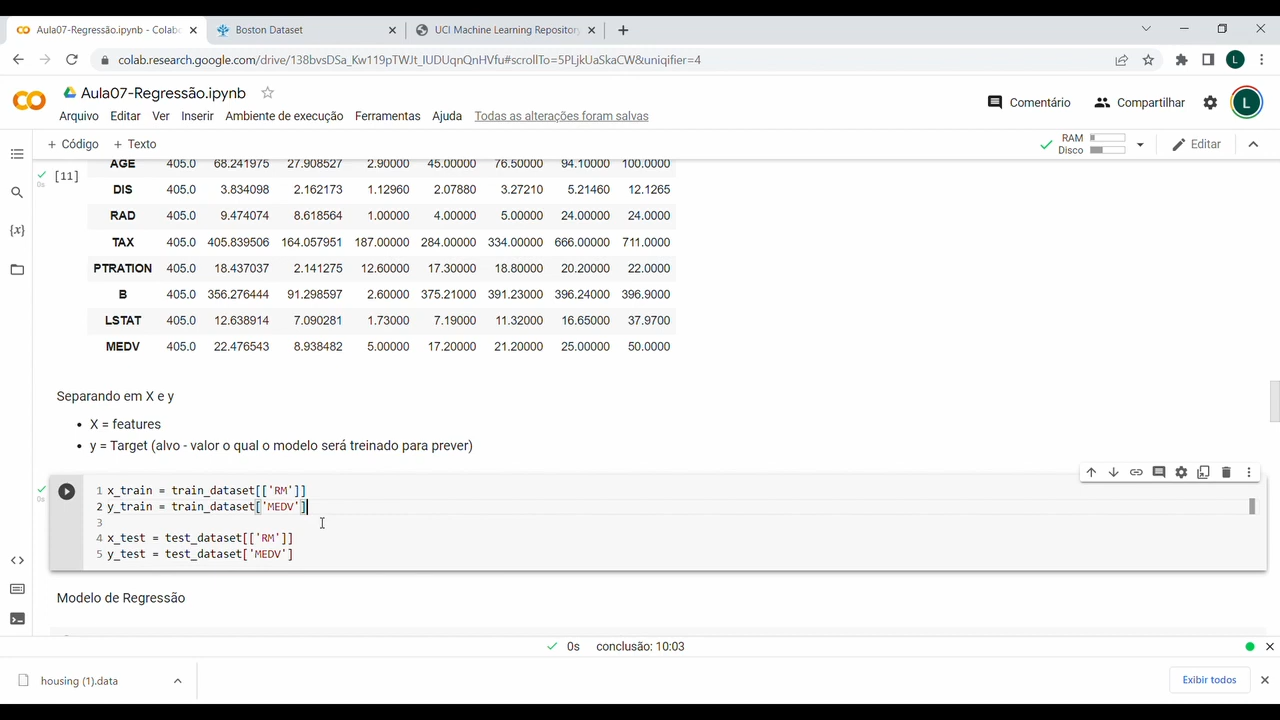 Aula07-Regressão.ipynb - Colab
Boston Dataset
UCI Machine Learning Repository
colab.research.google.com/drive/138bvsDSa_Kw119pTWJt_IUDUqnQnHVfu#scrollTo=5PLjkUaSkaCW&uniqifier=4
L
CO
Aula07-Regressão.ipynb
Comentário
Compartilhar
L
Arquivo Editar Ver Inserir Ambiente de execução Ferramentas Ajuda Todas as alterações foram salvas
+ Código + Texto
RAM
Disco
Editar
0s [11]
AGE 405.0 68.241975 27.908527 2.90000 45.00000 76.50000 94.10000 100.0000
DIS 405.0 3.834098 2.162173 1.12960 2.07880 3.27210 5.21460 12.1265
RAD 405.0 9.474074 8.618564 1.00000 4.00000 5.00000 24.00000 24.0000
TAX 405.0 405.839506 164.057951 187.00000 284.00000 334.00000 666.00000 711.0000
PTRATION 405.0 18.437037 2.141275 12.60000 17.30000 18.80000 20.20000 22.0000
B 405.0 356.276444 91.298597 2.60000 375.21000 391.23000 396.24000 396.9000
LSTAT 405.0 12.638914 7.090281 1.73000 7.19000 11.32000 16.65000 37.9700
MEDV 405.0 22.476543 8.938482 5.00000 17.20000 21.20000 25.00000 50.0000
Separando em X e y
• X = features
• y = Target (alvo - valor o qual o modelo será treinado para prever)
0s
1 x_train = train_dataset[['RM']]
2 y_train = train_dataset['MEDV']
3
4 x_test = test_dataset[['RM']]
5 y_test = test_dataset['MEDV']
Modelo de Regressão
0s conclusão: 10:03
housing (1).data
Exibir todos